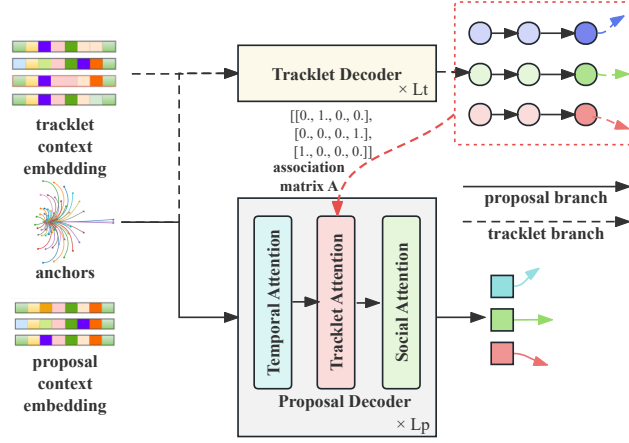 tracklet
context
embedding
anchors
proposal
context
embedding
Tracklet Decoder
× Lt
[[0., 1., 0., 0.],
[0., 0., 0., 1.],
[1., 0., 0., 0.]]
association
matrix A
Temporal Attention
Tracklet Attention
Social Attention
Proposal Decoder
× Lp
proposal branch
tracklet branch